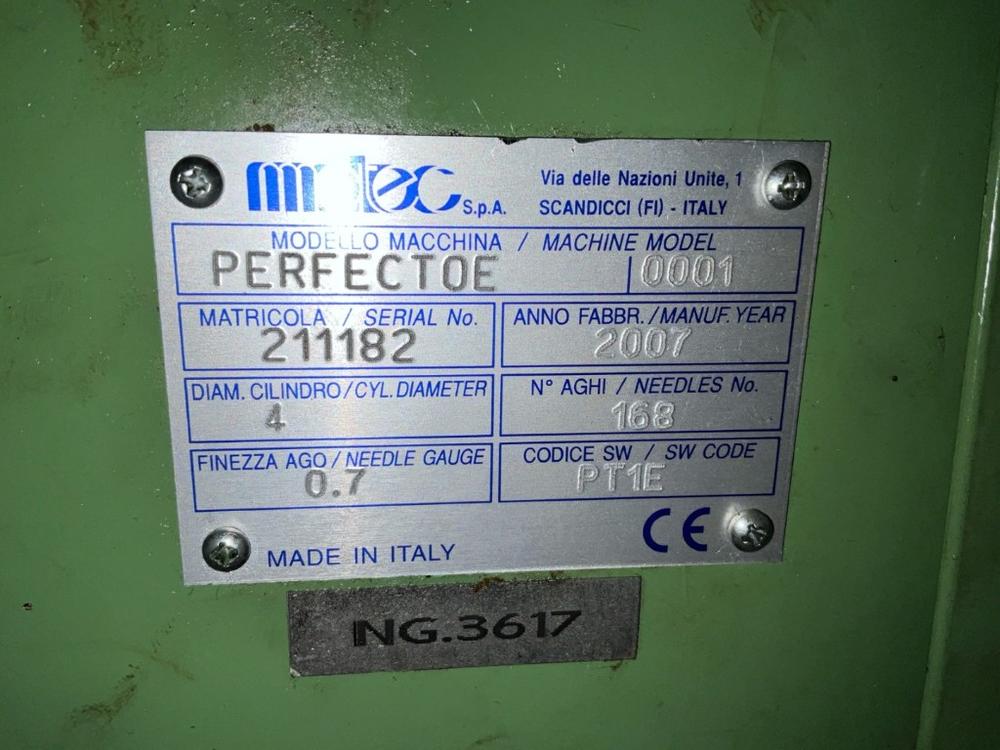 matec S.p.A.
Via delle Nazioni Unite, 1
SCANDICCI (FI) - ITALY
MODELLO MACCHINA / MACHINE MODEL
PERFECTOE 0001
MATRICOLA / SERIAL No.
211182
ANNO FABBR./MANUF. YEAR
2007
DIAM. CILINDRO/CYL. DIAMETER
4
N° AGHI / NEEDLES No.
168
FINEZZA AGO / NEEDLE GAUGE
0.7
CODICE SW / SW CODE
PT1E
MADE IN ITALY
CE
NG.3617